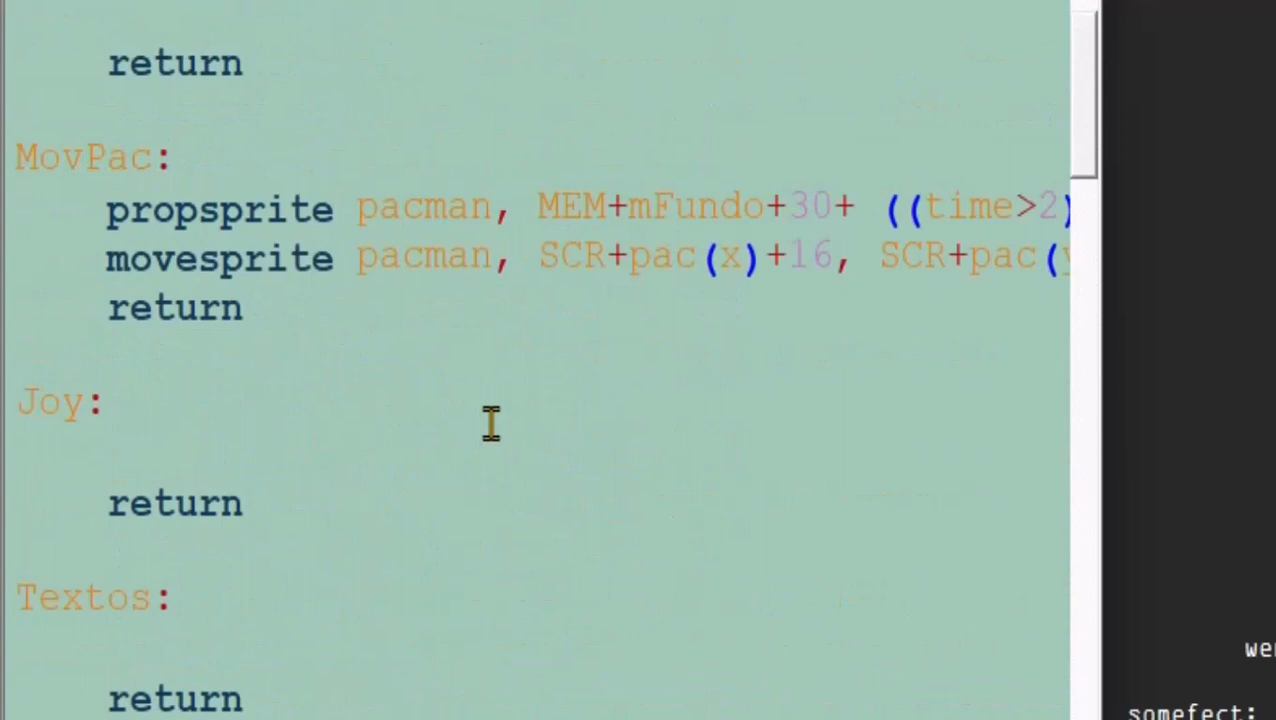 return
MovPac:
propsprite pacman, MEM+mFundo+30+ ((time>2)
movesprite pacman, SCR+pac(x)+16, SCR+pac(y
return
Joy:
return
Textos:
return
somefect: